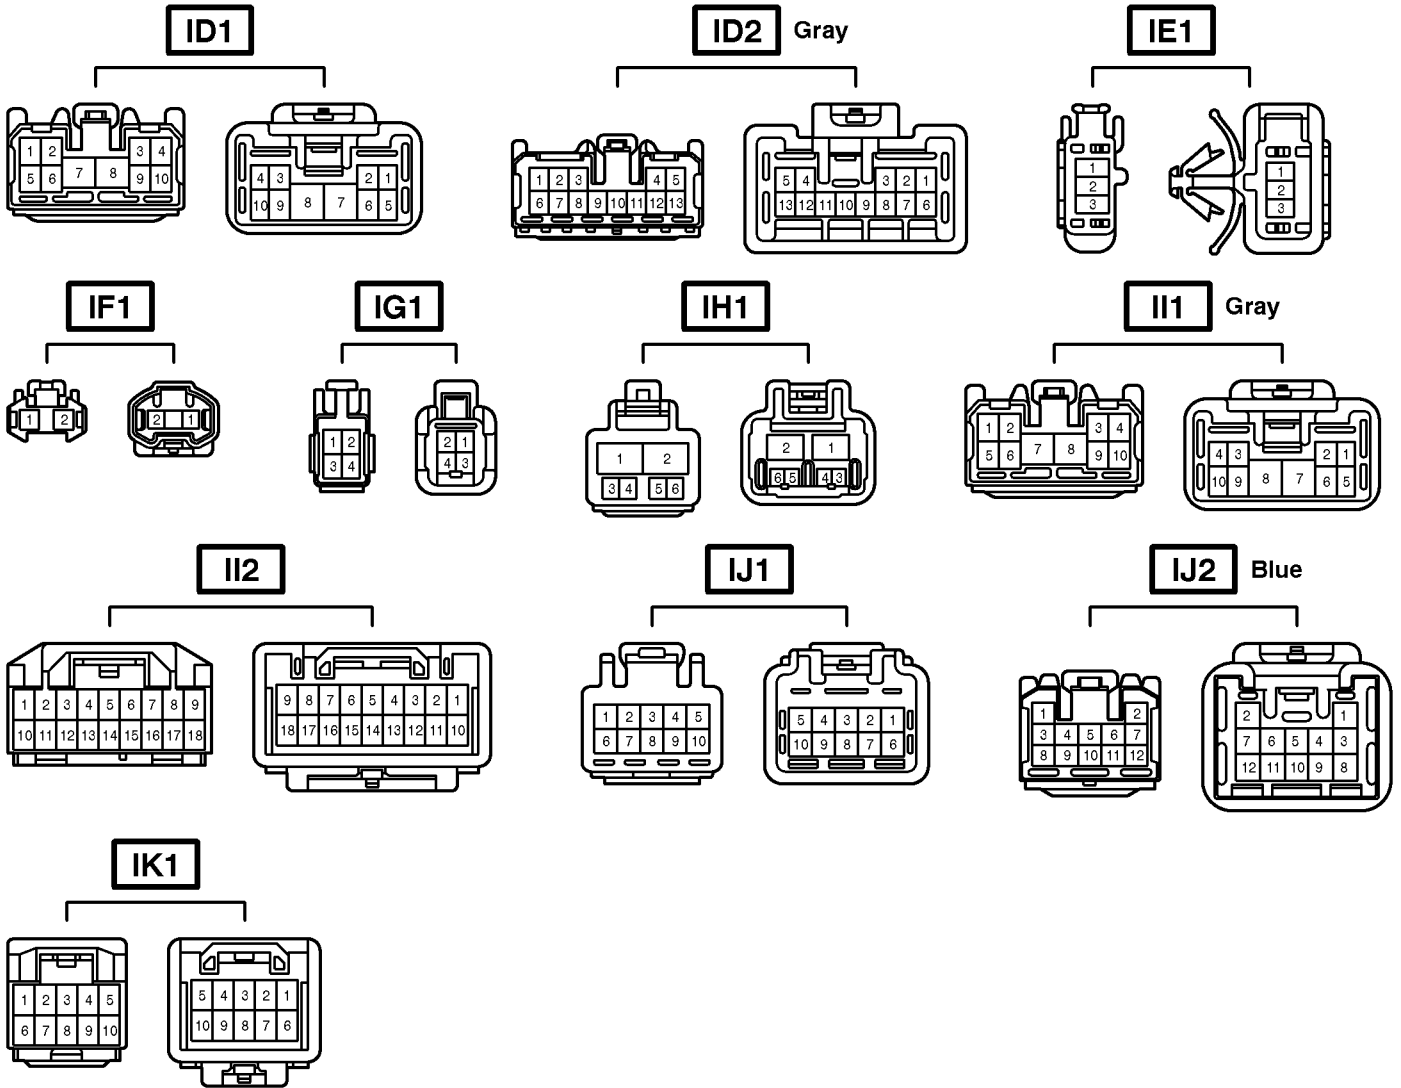 ID1
ID2 Gray
IE1
1 2 3 4
5 6 7 8 9 10
4 3 2 1
10 9 8 7 6 5
1 2 3 4 5
6 7 8 9 10 11 12 13
5 4 3 2 1
13 12 11 10 9 8 7 6
1
2
3
1
2
3
IF1
IG1
IH1
II1 Gray
1 2
2 1
1 2
3 4
2 1
4 3
1 2
3 4 5 6
2 1
6 5 4 3
1 2 3 4
5 6 7 8 9 10
4 3 2 1
10 9 8 7 6 5
II2
IJ1
IJ2 Blue
1 2 3 4 5 6 7 8 9
10 11 12 13 14 15 16 17 18
9 8 7 6 5 4 3 2 1
18 17 16 15 14 13 12 11 10
1 2 3 4 5
6 7 8 9 10
5 4 3 2 1
10 9 8 7 6
1 2
3 4 5 6 7
8 9 10 11 12
2 1
7 6 5 4 3
12 11 10 9 8
IK1
1 2 3 4 5
6 7 8 9 10
5 4 3 2 1
10 9 8 7 6